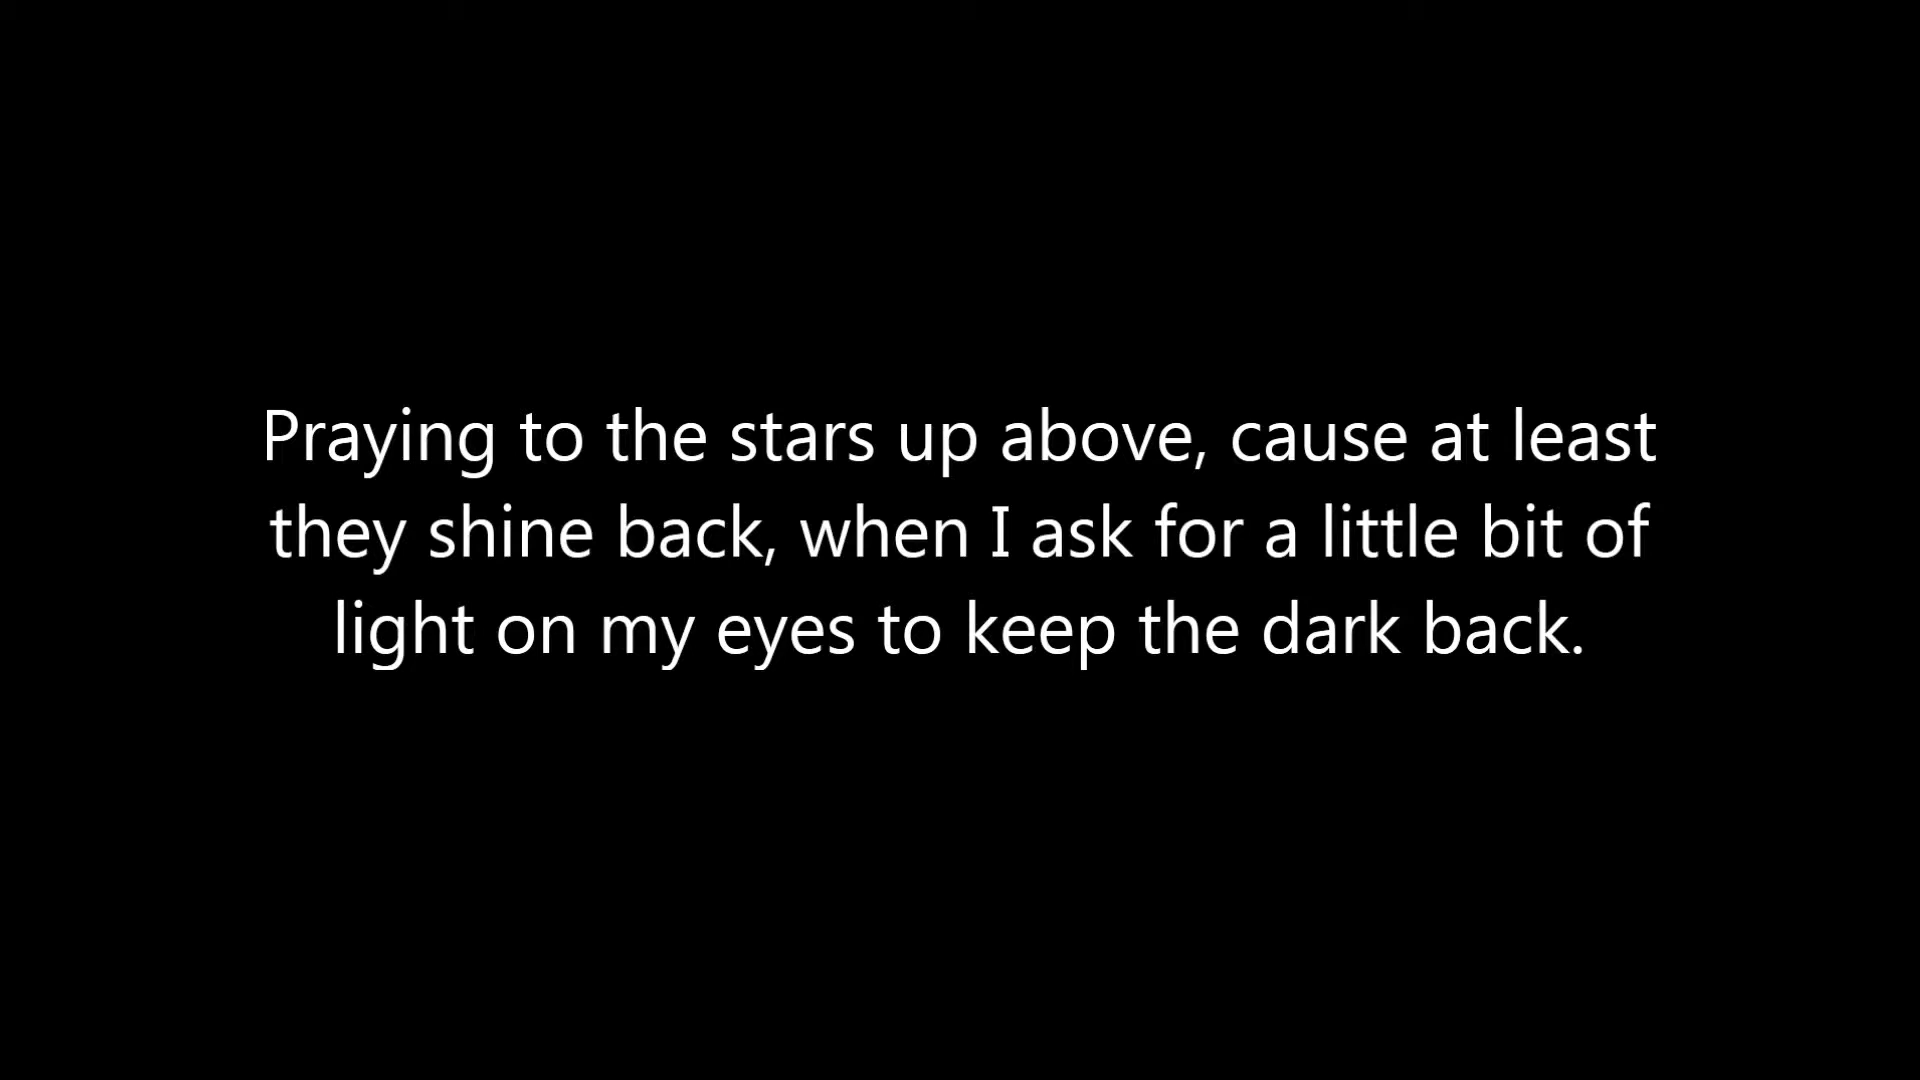 Praying to the stars up above, cause at least
they shine back, when I ask for a little bit of
light on my eyes to keep the dark back.